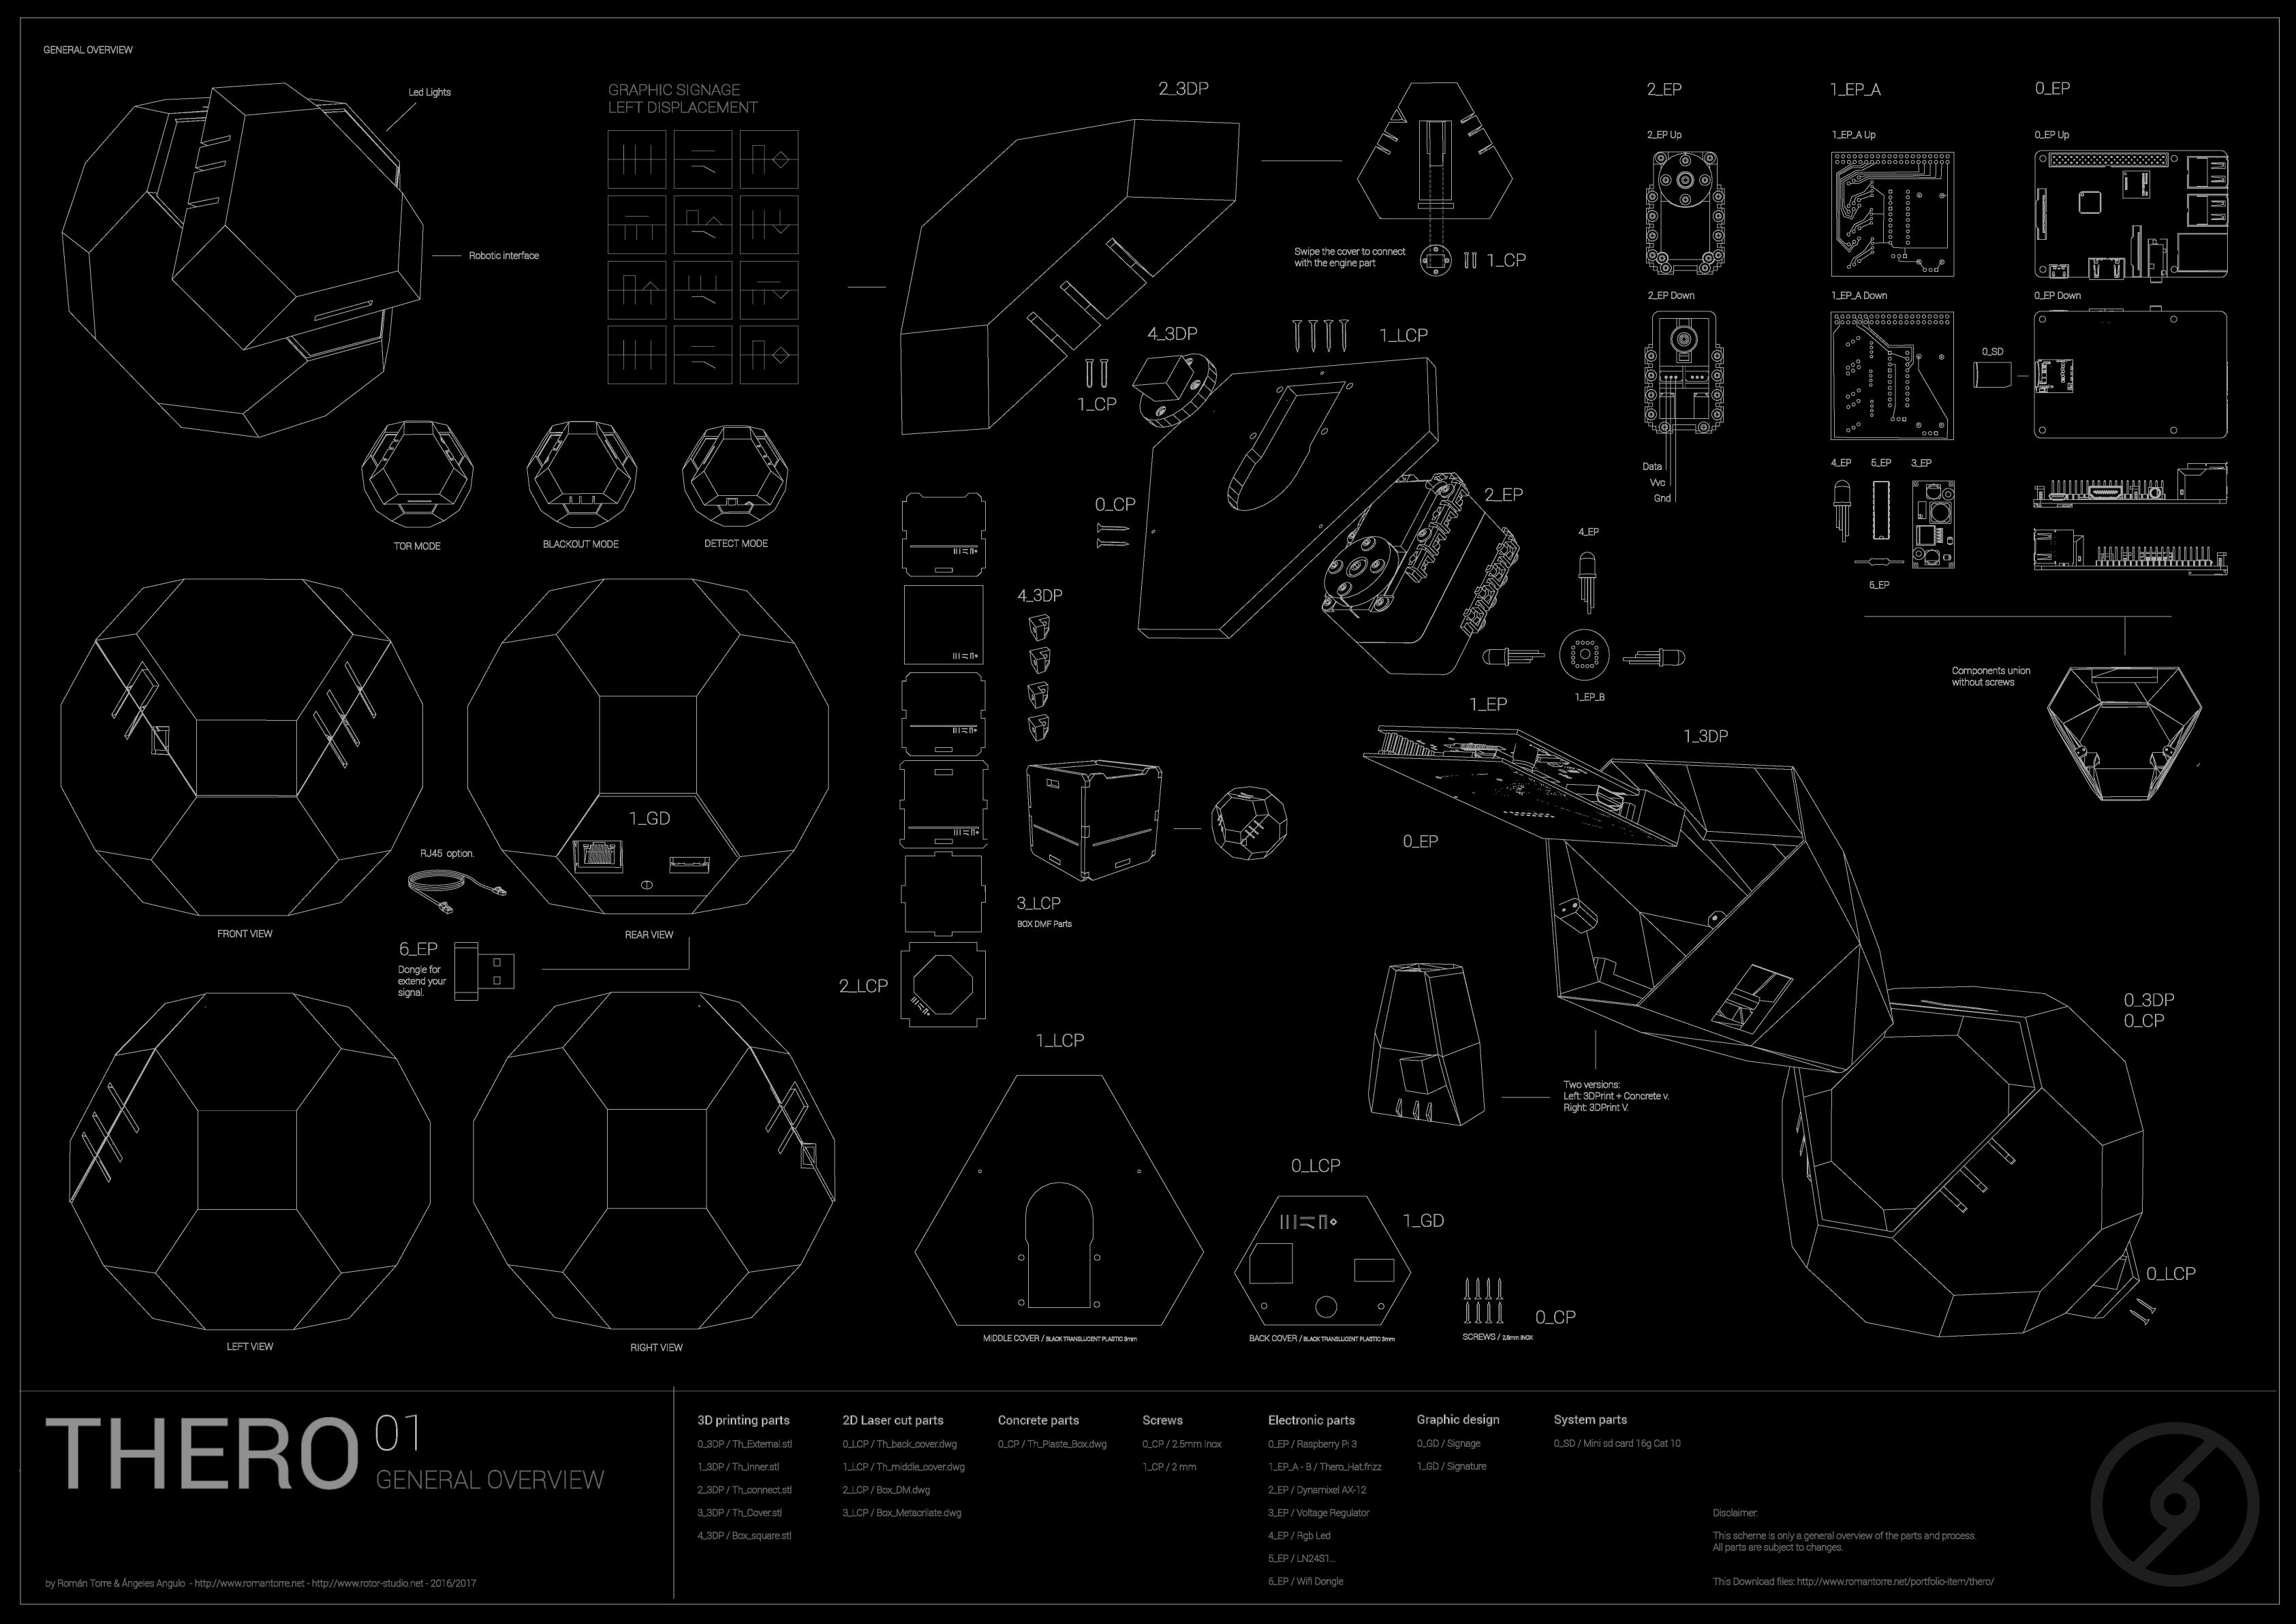 GENERAL OVERVIEW
Led Lights
Robotic interface
GRAPHIC SIGNAGE
LEFT DISPLACEMENT
TOR MODE
BLACKOUT MODE
DETECT MODE
2_3DP
Swipe the cover to connect
with the engine part
1_CP
4_3DP
1_CP
1_LCP
0_CP
2_EP
2_EP
2_EP Up
2_EP Down
Data
Vvc
Gnd
1_EP_A
1_EP_A Up
1_EP_A Down
4_EP
5_EP
3_EP
5_EP
0_EP
0_EP Up
0_EP Down
0_SD
4_EP
1_EP_B
Components union
without screws
4_3DP
1_EP
1_3DP
0_EP
1_GD
RJ45 option.
FRONT VIEW
REAR VIEW
6_EP
Dongle for
extend your
signal.
3_LCP
BOX DMF Parts
2_LCP
1_LCP
0_3DP
0_CP
Two versions:
Left: 3DPrint + Concrete v.
Right: 3DPrint V.
0_LCP
1_GD
0_LCP
0_CP
LEFT VIEW
RIGHT VIEW
MIDDLE COVER / BLACK TRANSLUCENT PLASTIC 3mm
BACK COVER / BLACK TRANSLUCENT PLASTIC 3mm
SCREWS / 2,5mm INOX
THERO 01
GENERAL OVERVIEW
by Román Torre & Ángeles Angulo - http://www.romantorre.net - http://www.rotor-studio.net - 2016/2017
3D printing parts
0_3DP / Th_External.stl
1_3DP / Th_Inner.stl
2_3DP / Th_connect.stl
3_3DP / Th_Cover.stl
4_3DP / Box_square.stl
2D Laser cut parts
0_LCP / Th_back_cover.dwg
1_LCP / Th_middle_cover.dwg
2_LCP / Box_DM.dwg
3_LCP / Box_Metacrilate.dwg
Concrete parts
0_CP / Th_Plaste_Box.dwg
Screws
0_CP / 2.5mm Inox
1_CP / 2 mm
Electronic parts
0_EP / Raspberry Pi 3
1_EP_A - B / Thero_Hat.frizz
2_EP / Dynamixel AX-12
3_EP / Voltage Regulator
4_EP / Rgb Led
5_EP / LN24S1...
6_EP / Wifi Dongle
Graphic design
0_GD / Signage
1_GD / Signature
System parts
0_SD / Mini sd card 16g Cat 10
Disclaimer:
This scheme is only a general overview of the parts and process.
All parts are subject to changes.
This Download files: http://www.romantorre.net/portfolio-item/thero/